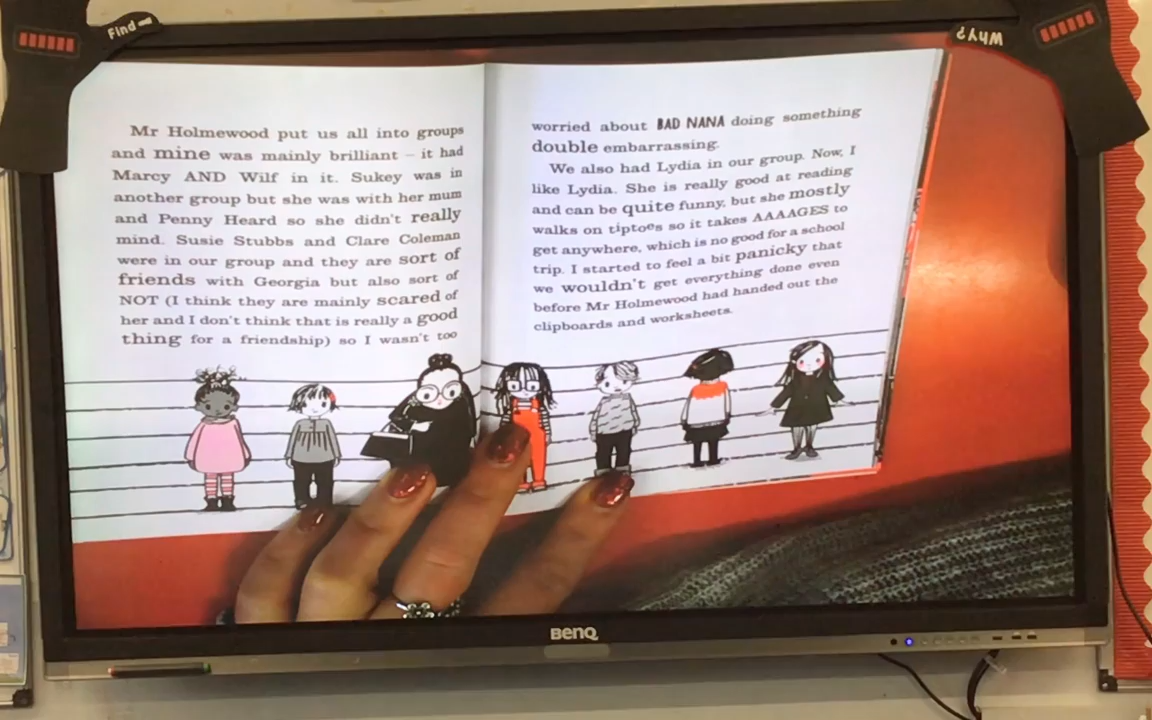 Find
Why?
Mr Holmewood put us all into groups
and mine was mainly brilliant – it had
Marcy AND Wilf in it. Sukey was in
another group but she was with her mum
and Penny Heard so she didn't really
mind. Susie Stubbs and Clare Coleman
were in our group and they are sort of
friends with Georgia but also sort of
NOT (I think they are mainly scared of
her and I don't think that is really a good
thing for a friendship) so I wasn't too
worried about BAD NANA doing something
double embarrassing.
We also had Lydia in our group. Now, I
like Lydia. She is really good at reading
and can be quite funny, but she mostly
walks on tiptoes so it takes AAAAGES to
get anywhere, which is no good for a school
trip. I started to feel a bit panicky that
we wouldn't get everything done even
before Mr Holmewood had handed out the
clipboards and worksheets.
BenQ